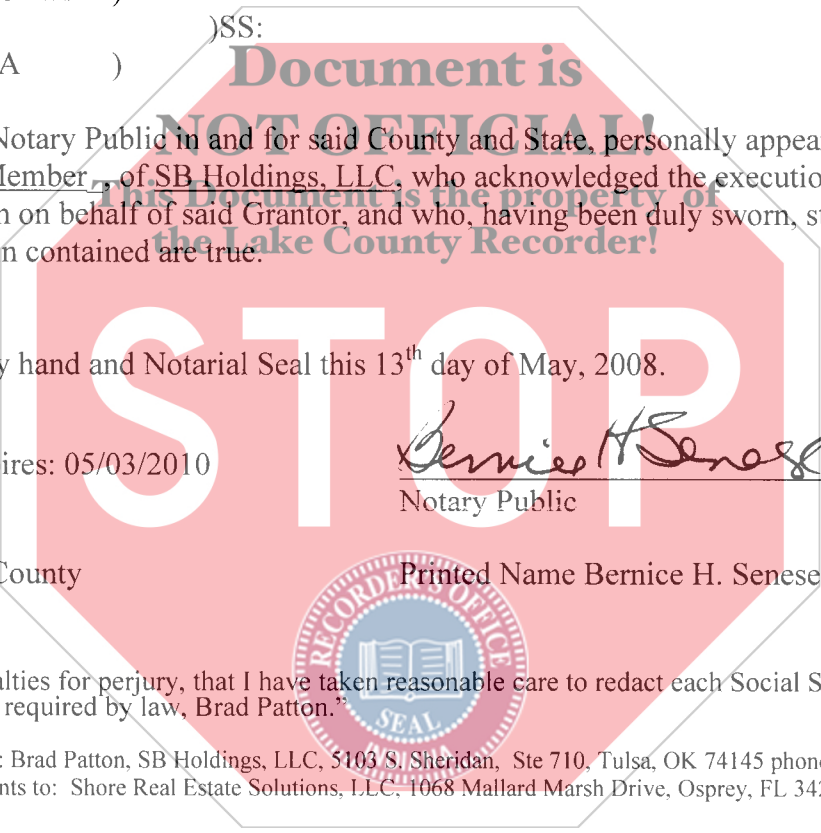 )SS:
A )
Document is
NOT OFFICIAL!
Notary Public in and for said County and State, personally appea
Member , of SB Holdings, LLC, who acknowledged the executio
This Document is the property of
n on behalf of said Grantor, and who, having been duly sworn, st
the Lake County Recorder!
n contained are true.
STOP
y hand and Notarial Seal this 13th day of May, 2008.
Bernice H Senese
ires: 05/03/2010
Notary Public
County
Printed Name Bernice H. Senese
RECORDER'S OFFICE
SEAL
INDIANA
alties for perjury, that I have taken reasonable care to redact each Social S
required by law, Brad Patton."
: Brad Patton, SB Holdings, LLC, 5103 S. Sheridan, Ste 710, Tulsa, OK 74145 phone
nts to: Shore Real Estate Solutions, LLC, 1068 Mallard Marsh Drive, Osprey, FL 342